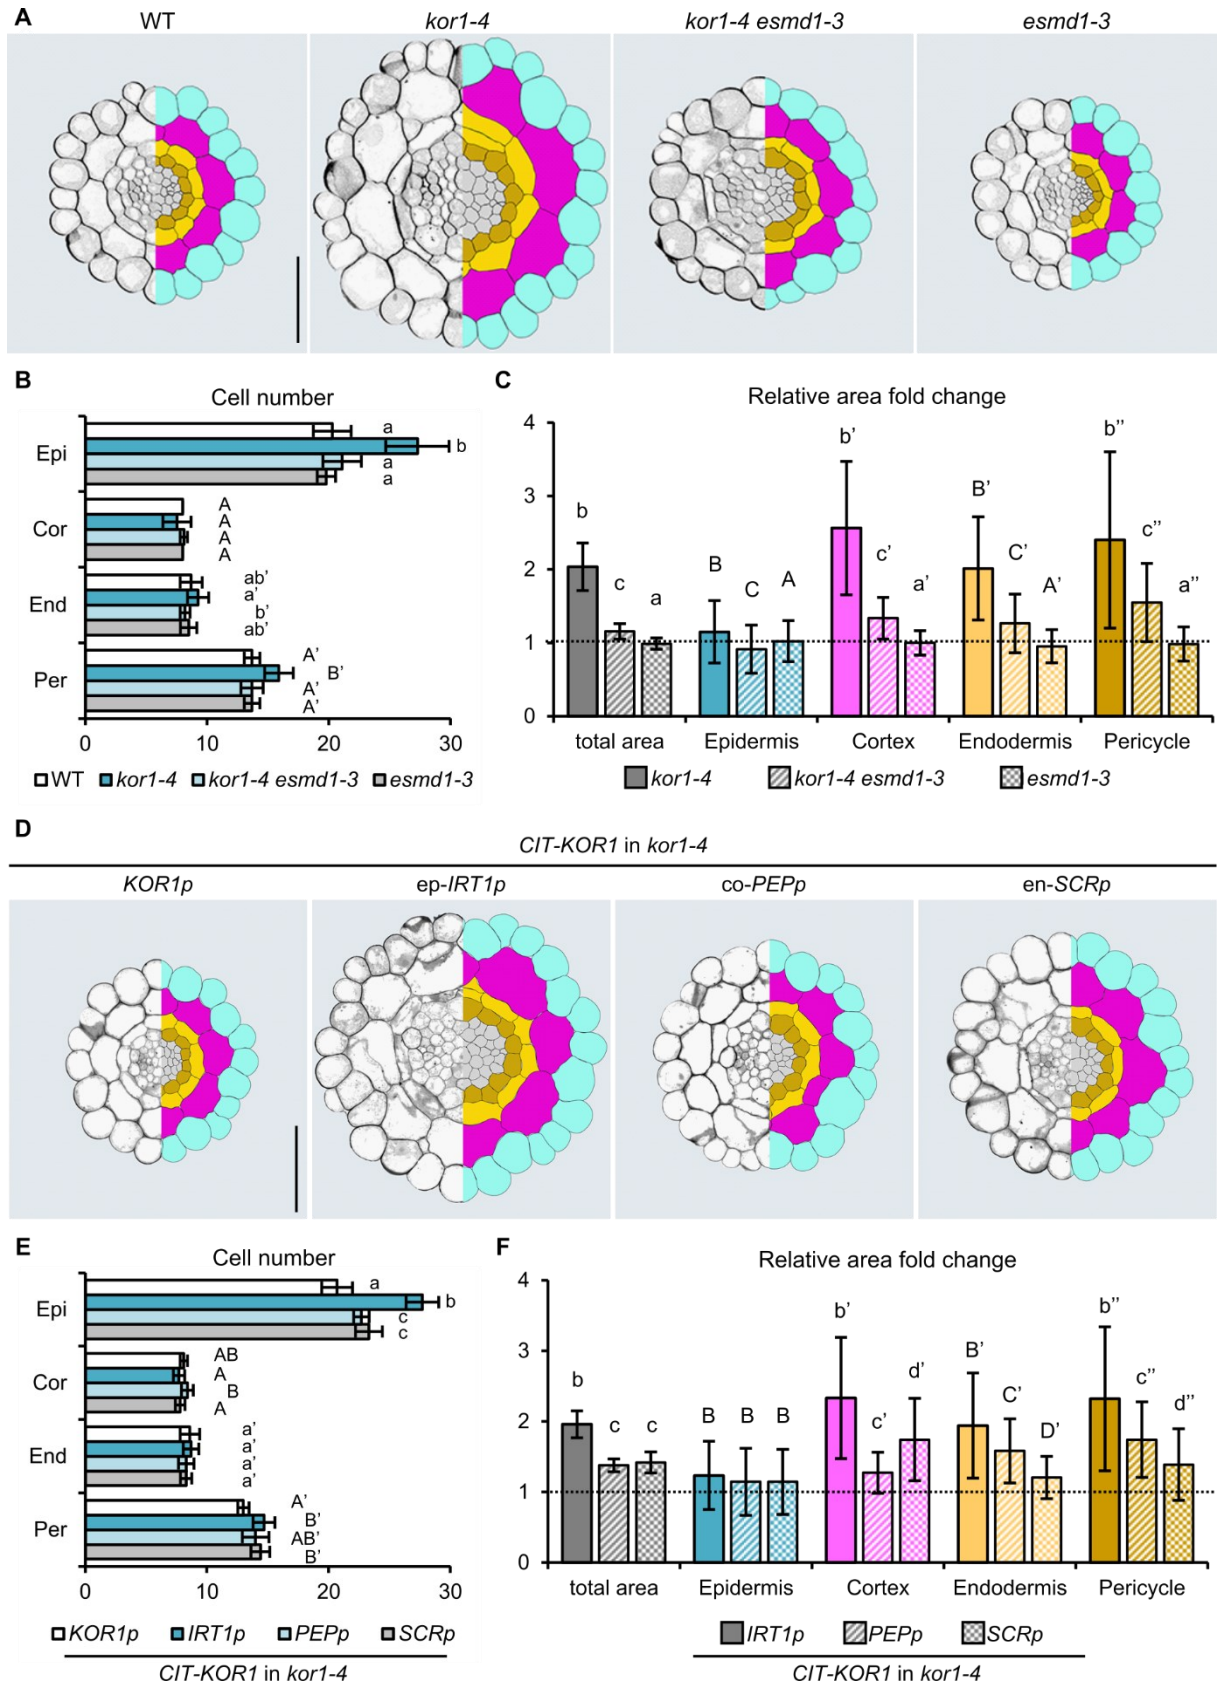 A
WT
kor1-4
kor1-4 esmd1-3
esmd1-3
B
Cell number
Epi
a
b
a
a
Cor
A
A
A
A
End
ab’
a’
b’
ab’
Per
A’
B’
A’
A’
0 10 20 30
WT kor1-4 kor1-4 esmd1-3 esmd1-3
C
Relative area fold change
4
3
2
1
0
b c a
B C A
b’ c’ a’
B’ C’ A’
b’’ c’’ a’’
total area Epidermis Cortex Endodermis Pericycle
kor1-4 kor1-4 esmd1-3 esmd1-3
D
CIT-KOR1 in kor1-4
KOR1p
ep-IRT1p
co-PEPp
en-SCRp
E
Cell number
Epi
a
b
c
c
Cor
AB
A
B
A
End
a’
a’
a’
a’
Per
A’
B’
AB’
B’
0 10 20 30
KOR1p IRT1p PEPp SCRp
CIT-KOR1 in kor1-4
F
Relative area fold change
4
3
2
1
0
b c c
B B B
b’ c’ d’
B’ C’ D’
b’’ c’’ d’’
total area Epidermis Cortex Endodermis Pericycle
IRT1p PEPp SCRp
CIT-KOR1 in kor1-4